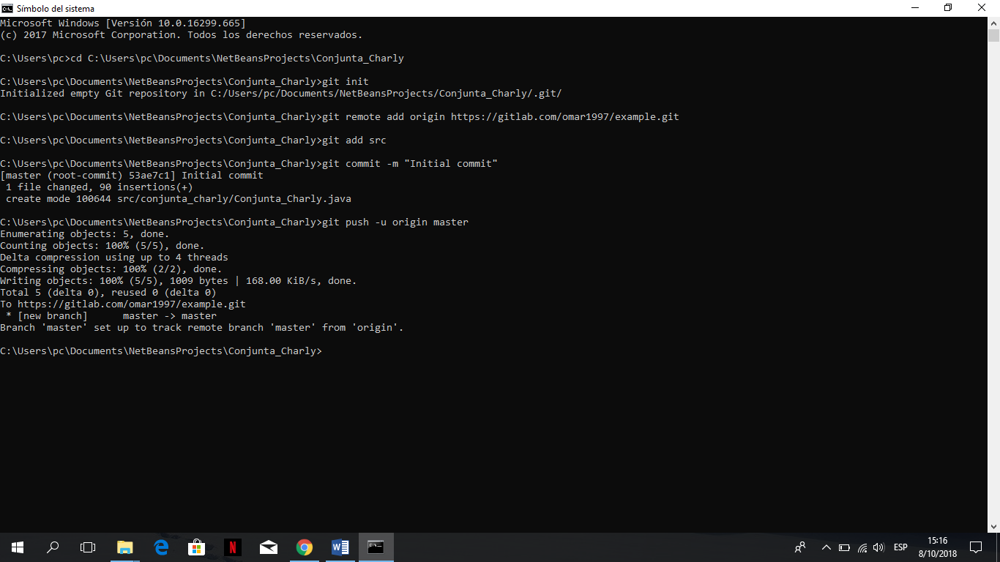 Símbolo del sistema
Microsoft Windows [Versión 10.0.16299.665]
(c) 2017 Microsoft Corporation. Todos los derechos reservados.
C:\Users\pc>cd C:\Users\pc\Documents\NetBeansProjects\Conjunta_Charly
C:\Users\pc\Documents\NetBeansProjects\Conjunta_Charly>git init
Initialized empty Git repository in C:/Users/pc/Documents/NetBeansProjects/Conjunta_Charly/.git/
C:\Users\pc\Documents\NetBeansProjects\Conjunta_Charly>git remote add origin https://gitlab.com/omar1997/example.git
C:\Users\pc\Documents\NetBeansProjects\Conjunta_Charly>git add src
C:\Users\pc\Documents\NetBeansProjects\Conjunta_Charly>git commit -m "Initial commit"
[master (root-commit) 53ae7c1] Initial commit
 1 file changed, 90 insertions(+)
 create mode 100644 src/conjunta_charly/Conjunta_Charly.java
C:\Users\pc\Documents\NetBeansProjects\Conjunta_Charly>git push -u origin master
Enumerating objects: 5, done.
Counting objects: 100% (5/5), done.
Delta compression using up to 4 threads
Compressing objects: 100% (2/2), done.
Writing objects: 100% (5/5), 1009 bytes | 168.00 KiB/s, done.
Total 5 (delta 0), reused 0 (delta 0)
To https://gitlab.com/omar1997/example.git
 * [new branch]      master -> master
Branch 'master' set up to track remote branch 'master' from 'origin'.
C:\Users\pc\Documents\NetBeansProjects\Conjunta_Charly>
ESP
15:16
8/10/2018